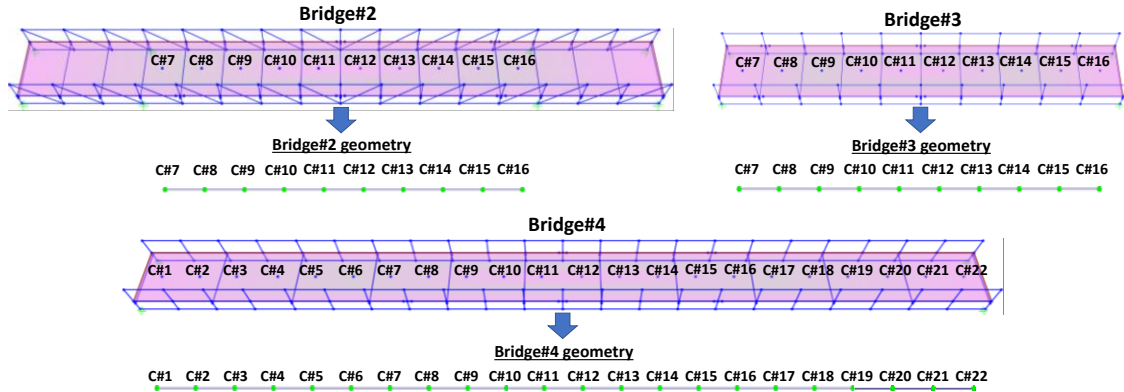 Bridge#2
C#7 C#8 C#9 C#10 C#11 C#12 C#13 C#14 C#15 C#16
Bridge#2 geometry
C#7 C#8 C#9 C#10 C#11 C#12 C#13 C#14 C#15 C#16
Bridge#3
C#7 C#8 C#9 C#10 C#11 C#12 C#13 C#14 C#15 C#16
Bridge#3 geometry
C#7 C#8 C#9 C#10 C#11 C#12 C#13 C#14 C#15 C#16
Bridge#4
C#1 C#2 C#3 C#4 C#5 C#6 C#7 C#8 C#9 C#10 C#11 C#12 C#13 C#14 C#15 C#16 C#17 C#18 C#19 C#20 C#21 C#22
Bridge#4 geometry
C#1 C#2 C#3 C#4 C#5 C#6 C#7 C#8 C#9 C#10 C#11 C#12 C#13 C#14 C#15 C#16 C#17 C#18 C#19 C#20 C#21 C#22